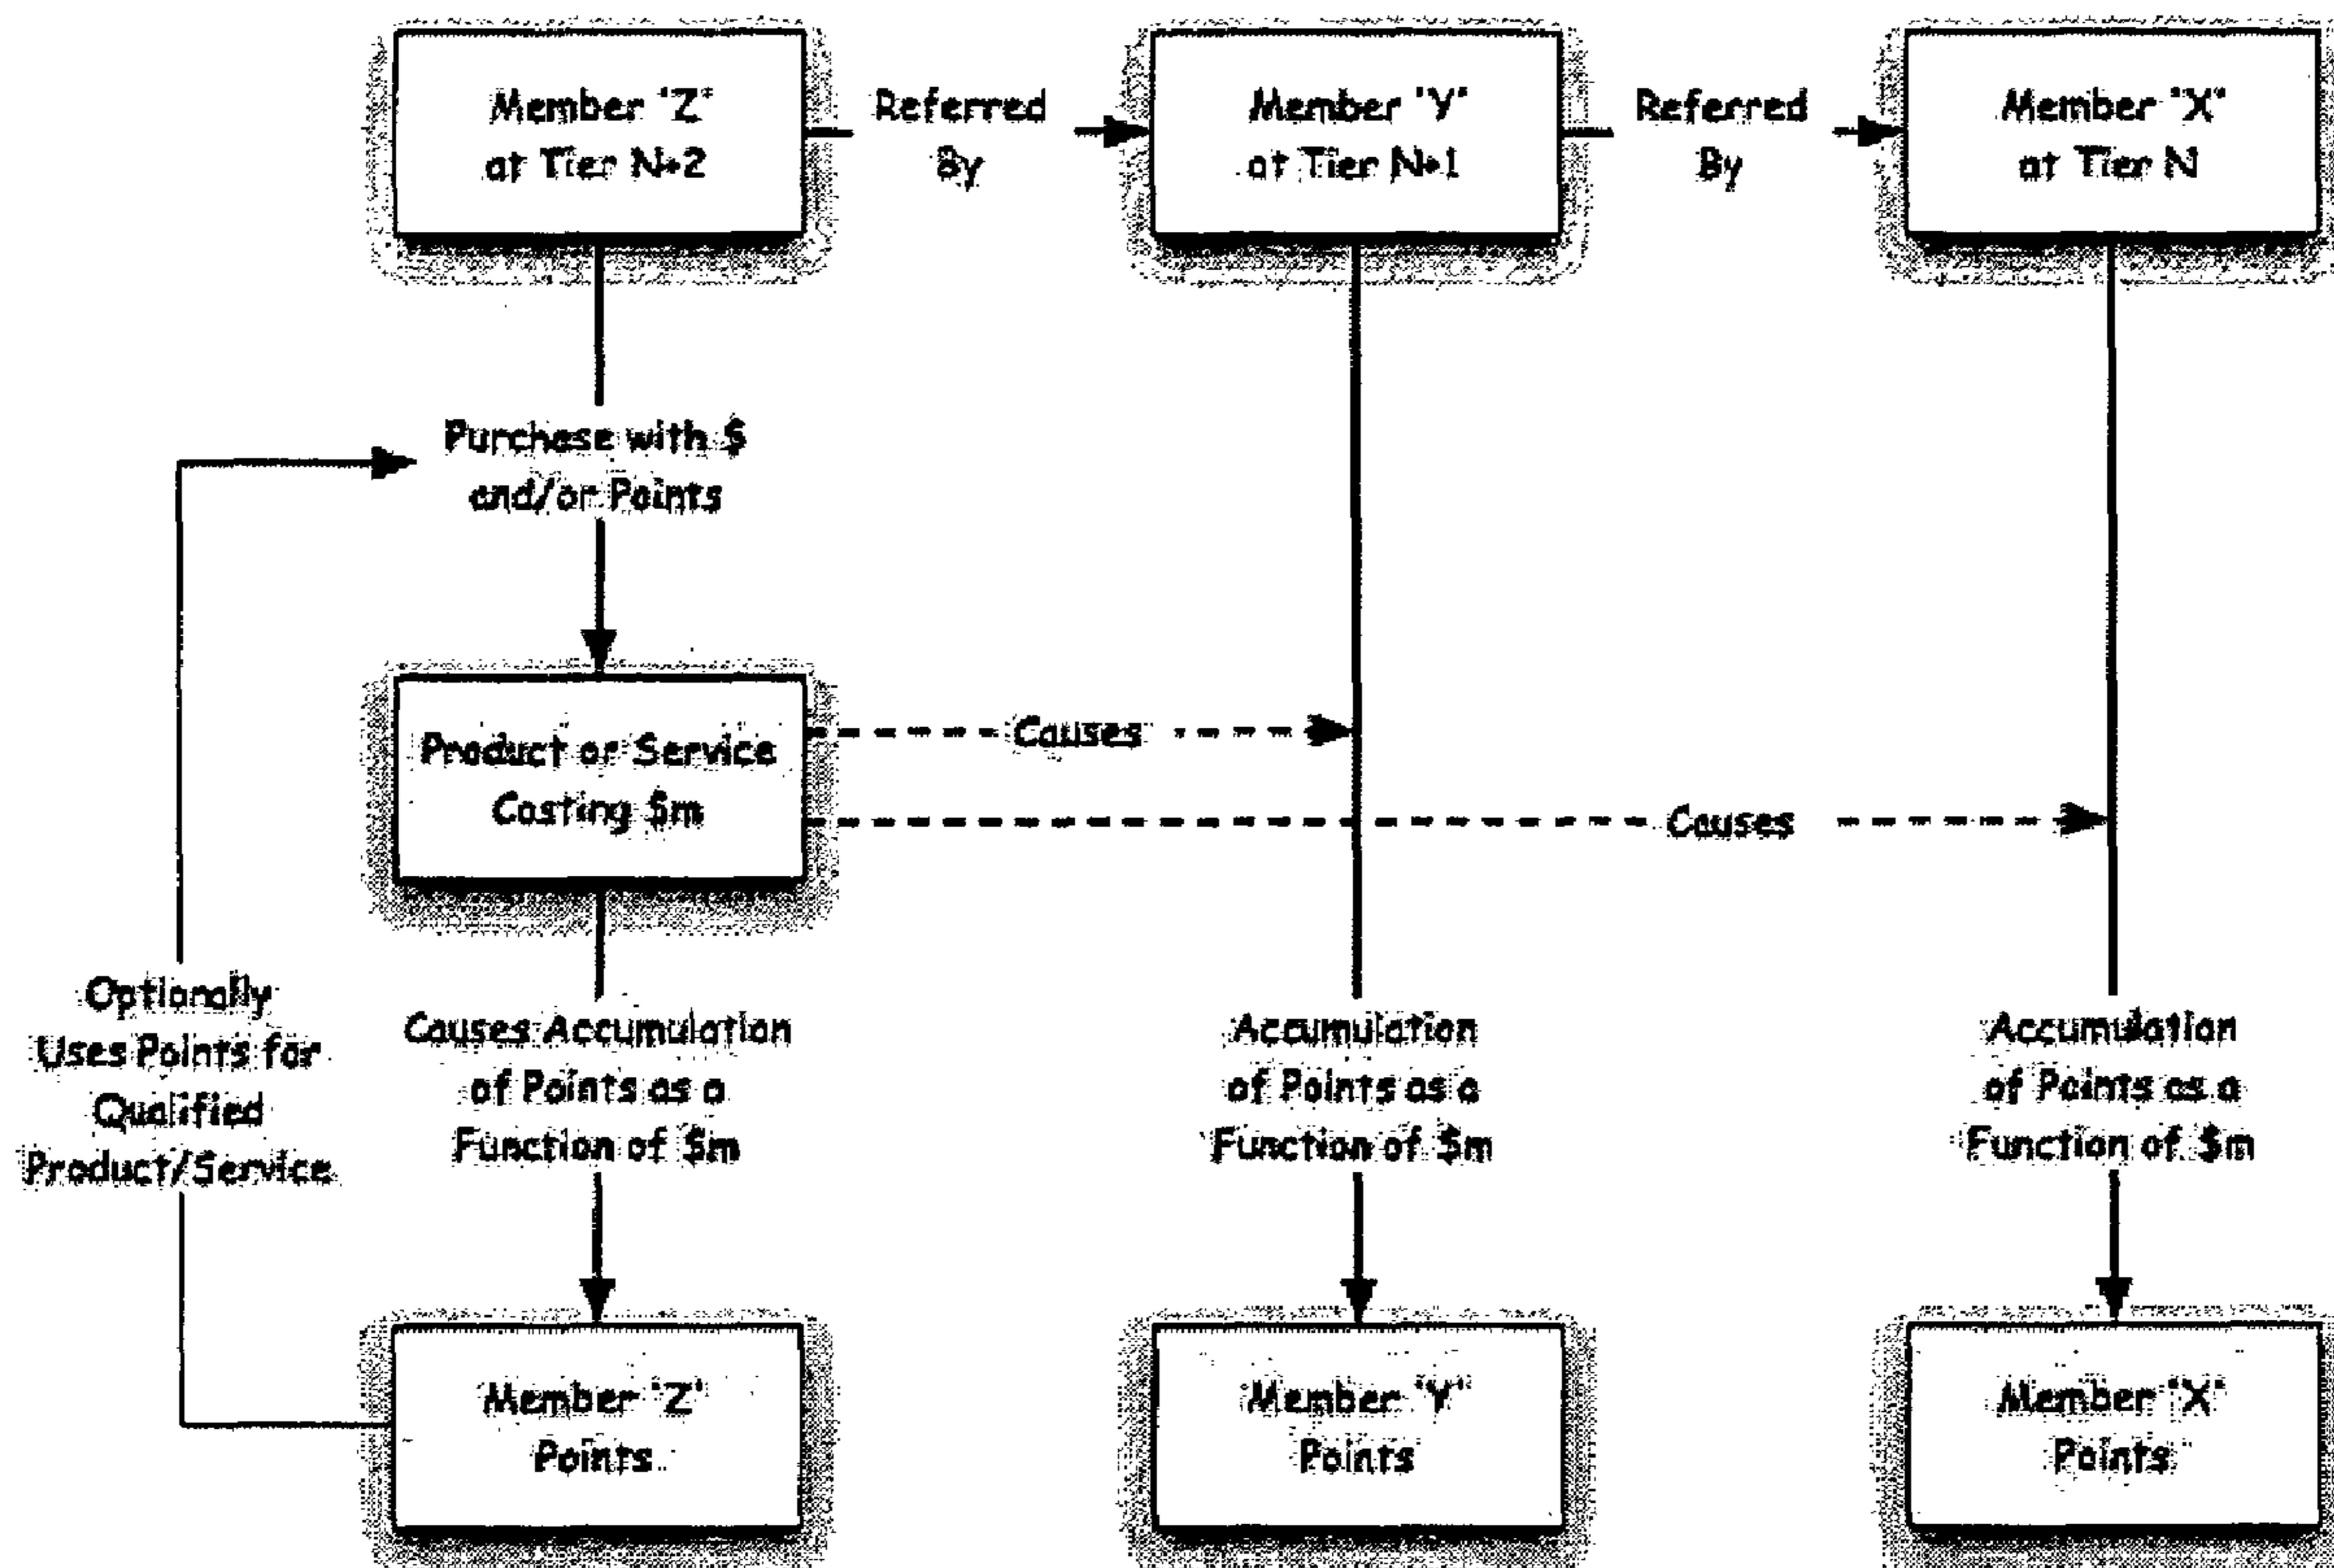 Member "Z"
at Tier N+2
Referred
By
Member "Y"
at Tier N+1
Referred
By
Member "X"
at Tier N
Purchase with $
and/or Points
Product or Service
Costing $m
Causes
Causes
Optionally
Uses Points for
Qualified
Product/Service
Causes Accumulation
of Points as a
Function of $m
Accumulation
of Points as a
Function of $m
Accumulation
of Points as a
Function of $m
Member "Z"
Points
Member "Y"
Points
Member "X"
Points